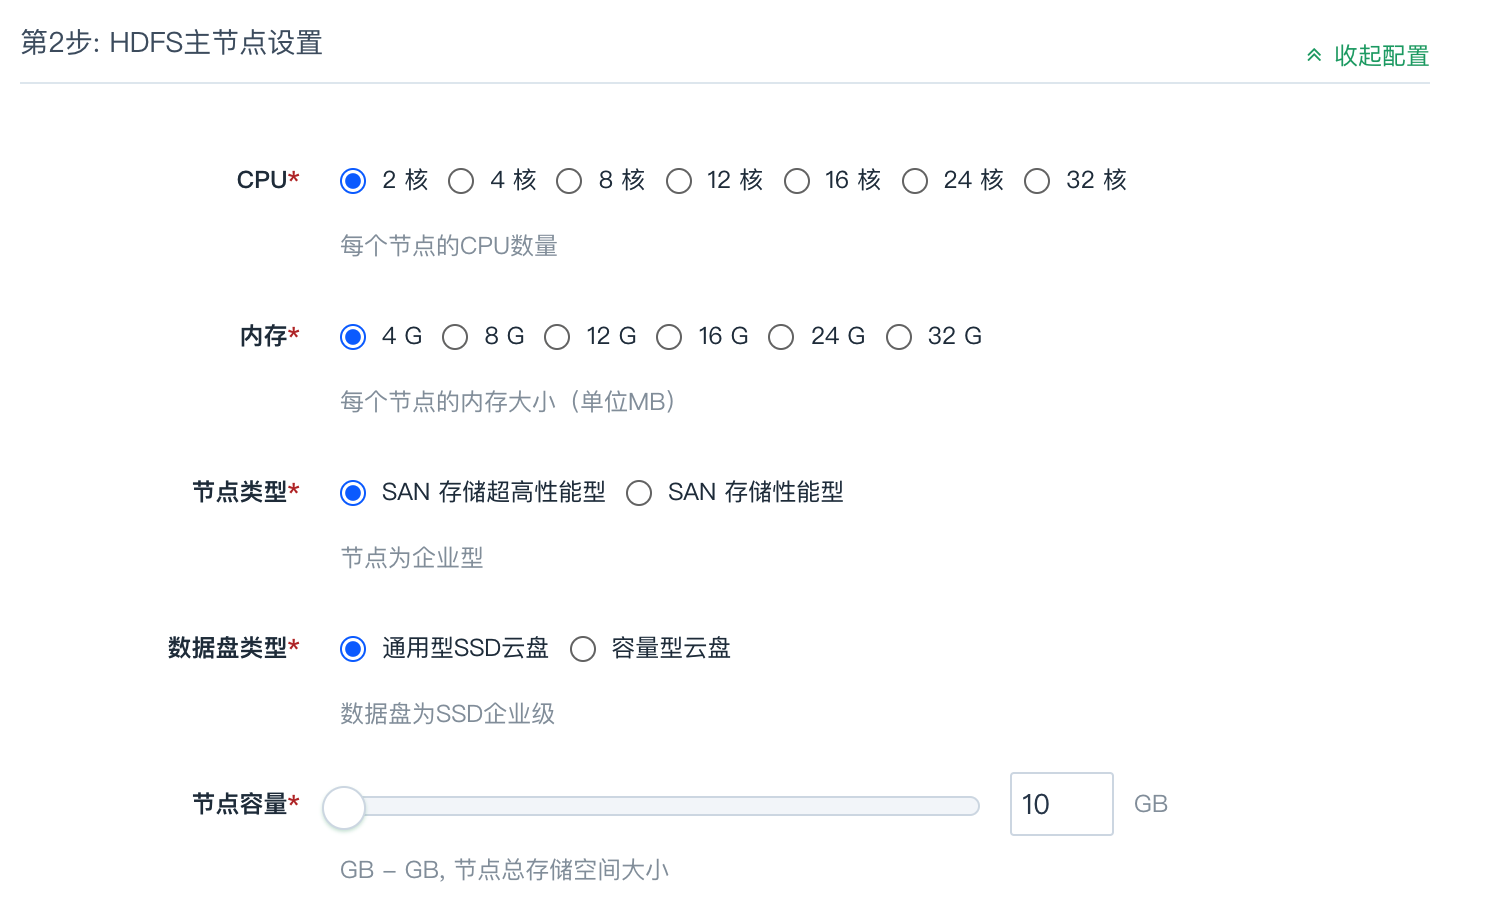 第2步: HDFS主节点设置
收起配置
CPU* 2 核 4 核 8 核 12 核 16 核 24 核 32 核
每个节点的CPU数量
内存* 4 G 8 G 12 G 16 G 24 G 32 G
每个节点的内存大小（单位MB）
节点类型* SAN 存储超高性能型 SAN 存储性能型
节点为企业型
数据盘类型* 通用型SSD云盘 容量型云盘
数据盘为SSD企业级
节点容量* 10 GB
GB – GB, 节点总存储空间大小